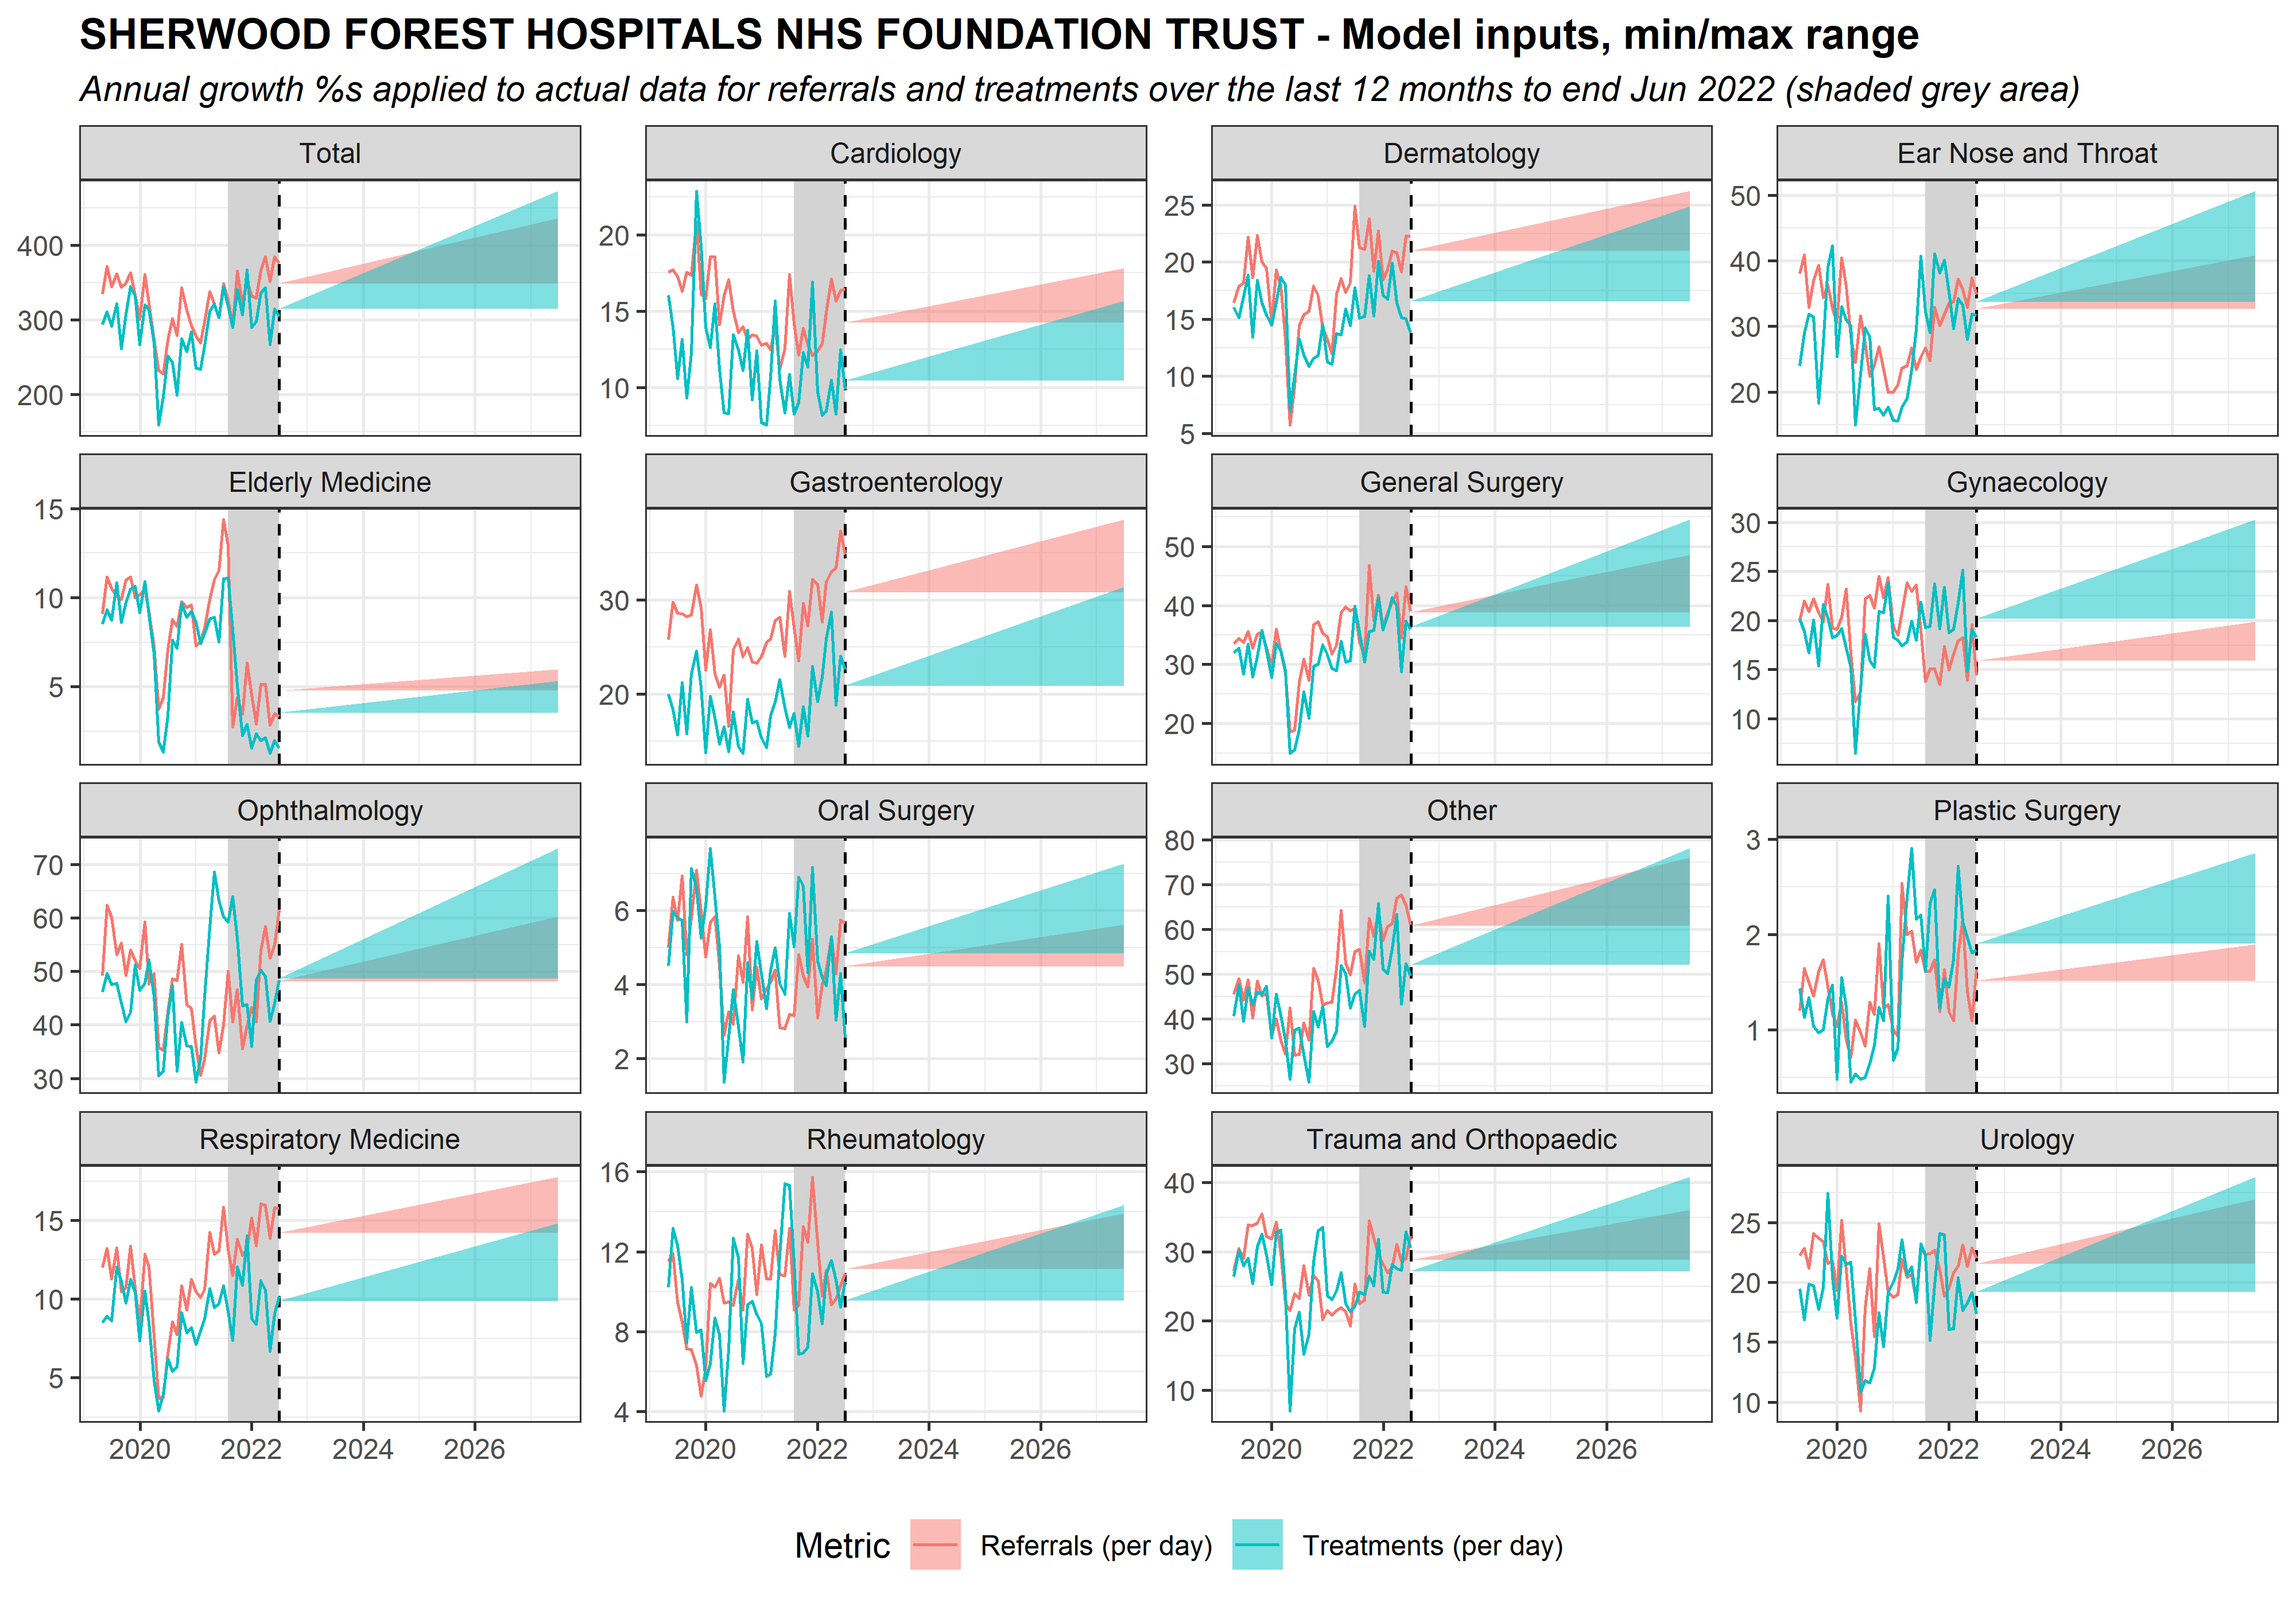 SHERWOOD FOREST HOSPITALS NHS FOUNDATION TRUST - Model inputs, min/max range
Annual growth %s applied to actual data for referrals and treatments over the last 12 months to end Jun 2022 (shaded grey area)
Total
400
300
200
Cardiology
20
15
10
Dermatology
25
20
15
10
5
Ear Nose and Throat
50
40
30
20
Elderly Medicine
15
10
5
Gastroenterology
30
20
General Surgery
50
40
30
20
Gynaecology
30
25
20
15
10
Ophthalmology
70
60
50
40
30
Oral Surgery
6
4
2
Other
80
70
60
50
40
30
Plastic Surgery
3
2
1
Respiratory Medicine
15
10
5
2020 2022 2024 2026
Rheumatology
16
12
8
4
2020 2022 2024 2026
Trauma and Orthopaedic
40
30
20
10
2020 2022 2024 2026
Urology
25
20
15
10
2020 2022 2024 2026
Metric Referrals (per day) Treatments (per day)